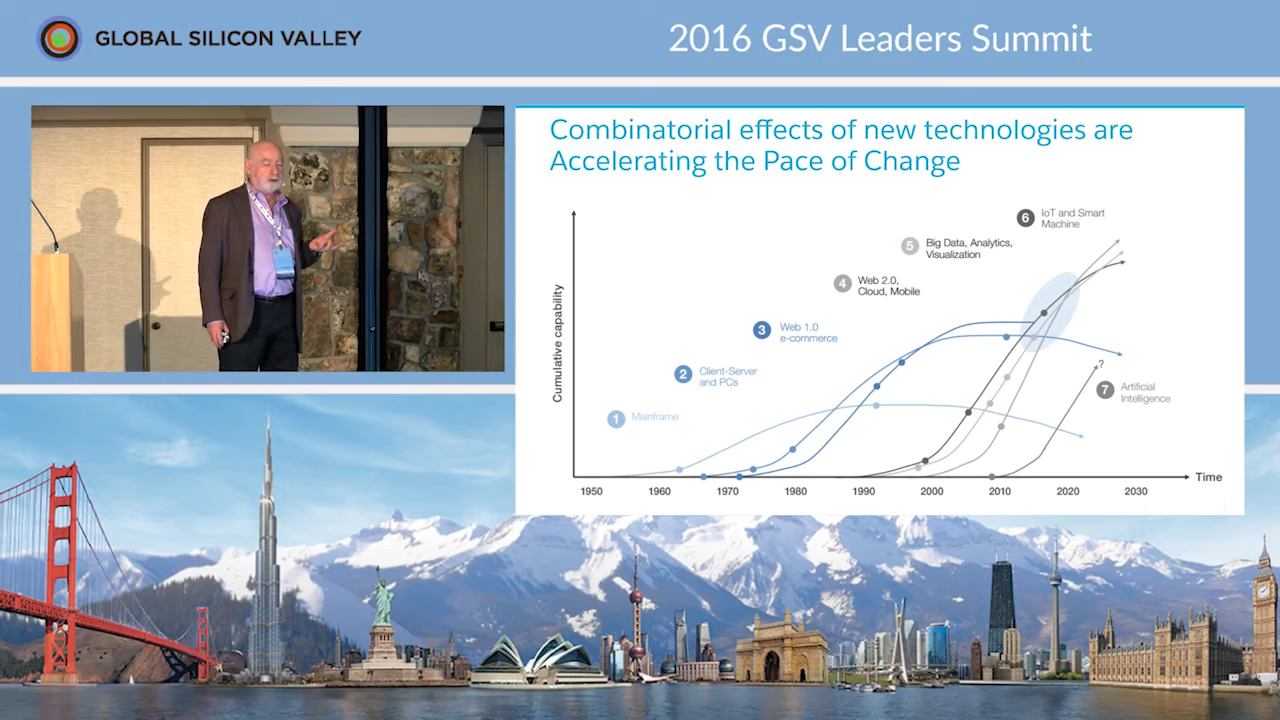 GLOBAL SILICON VALLEY
2016 GSV Leaders Summit
Combinatorial effects of new technologies are
Accelerating the Pace of Change
6 IoT and Smart
Machine
5 Big Data, Analytics,
Visualization
4 Web 2.0,
Cloud, Mobile
3 Web 1.0
e-commerce
2 Client-Server
and PCs
1 Mainframe
?
7 Artificial
Intelligence
Cumulative capability
Time
1950 1960 1970 1980 1990 2000 2010 2020 2030